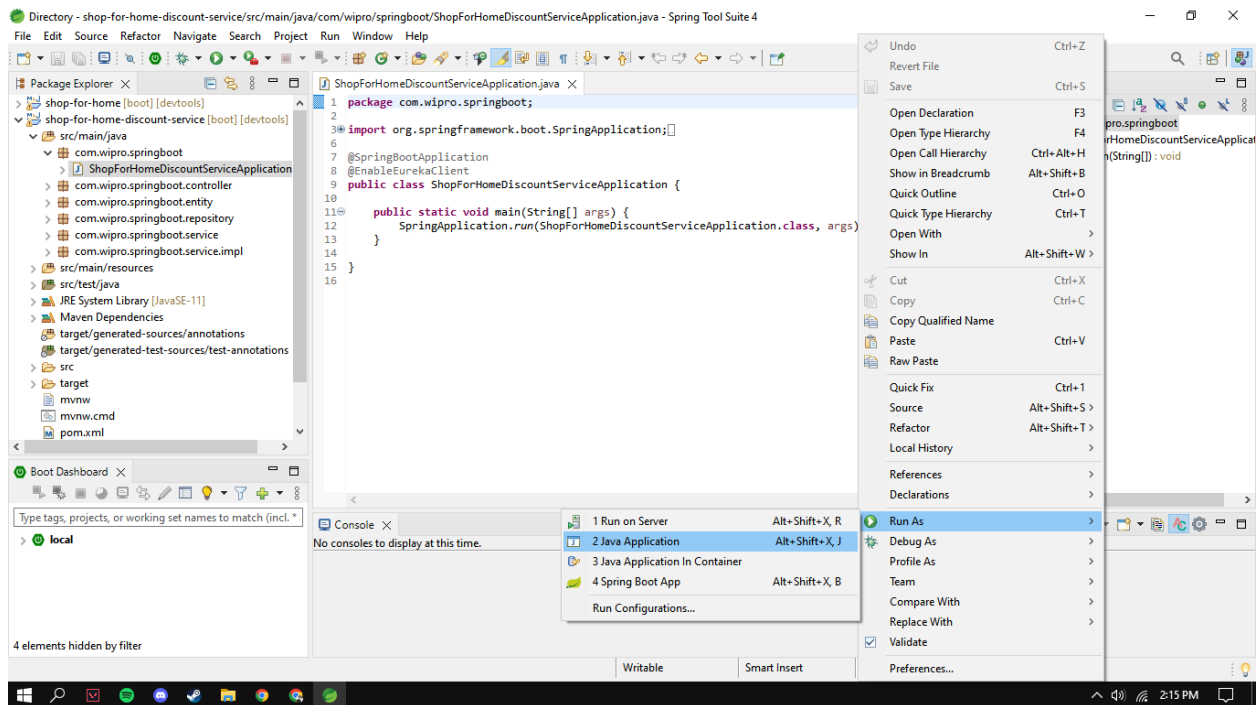 Directory - shop-for-home-discount-service/src/main/java/com/wipro/springboot/ShopForHomeDiscountServiceApplication.java - Spring Tool Suite 4
File Edit Source Refactor Navigate Search Project Run Window Help
Package Explorer
shop-for-home [boot] [devtools]
shop-for-home-discount-service [boot] [devtools]
src/main/java
com.wipro.springboot
ShopForHomeDiscountServiceApplication
com.wipro.springboot.controller
com.wipro.springboot.entity
com.wipro.springboot.repository
com.wipro.springboot.service
com.wipro.springboot.service.impl
src/main/resources
src/test/java
JRE System Library [JavaSE-11]
Maven Dependencies
target/generated-sources/annotations
target/generated-test-sources/test-annotations
src
target
mvnw
mvnw.cmd
pom.xml
Boot Dashboard
Type tags, projects, or working set names to match (incl. *
local
4 elements hidden by filter
ShopForHomeDiscountServiceApplication.java
1 package com.wipro.springboot;
2
3 import org.springframework.boot.SpringApplication;
6
7 @SpringBootApplication
8 @EnableEurekaClient
9 public class ShopForHomeDiscountServiceApplication {
10
11 public static void main(String[] args) {
12 SpringApplication.run(ShopForHomeDiscountServiceApplication.class, args)
13 }
14
15 }
16
Console
No consoles to display at this time.
1 Run on Server Alt+Shift+X, R
2 Java Application Alt+Shift+X, J
3 Java Application In Container
4 Spring Boot App Alt+Shift+X, B
Run Configurations...
Undo Ctrl+Z
Revert File
Save Ctrl+S
Open Declaration F3
Open Type Hierarchy F4
Open Call Hierarchy Ctrl+Alt+H
Show in Breadcrumb Alt+Shift+B
Quick Outline Ctrl+O
Quick Type Hierarchy Ctrl+T
Open With
Show In Alt+Shift+W >
Cut Ctrl+X
Copy Ctrl+C
Copy Qualified Name
Paste Ctrl+V
Raw Paste
Quick Fix Ctrl+1
Source Alt+Shift+S >
Refactor Alt+Shift+T >
Local History
References
Declarations
Run As
Debug As
Profile As
Team
Compare With
Replace With
Validate
Preferences...
pro.springboot
rHomeDiscountServiceApplicat
n(String[]) : void
Writable
Smart Insert
2:15 PM